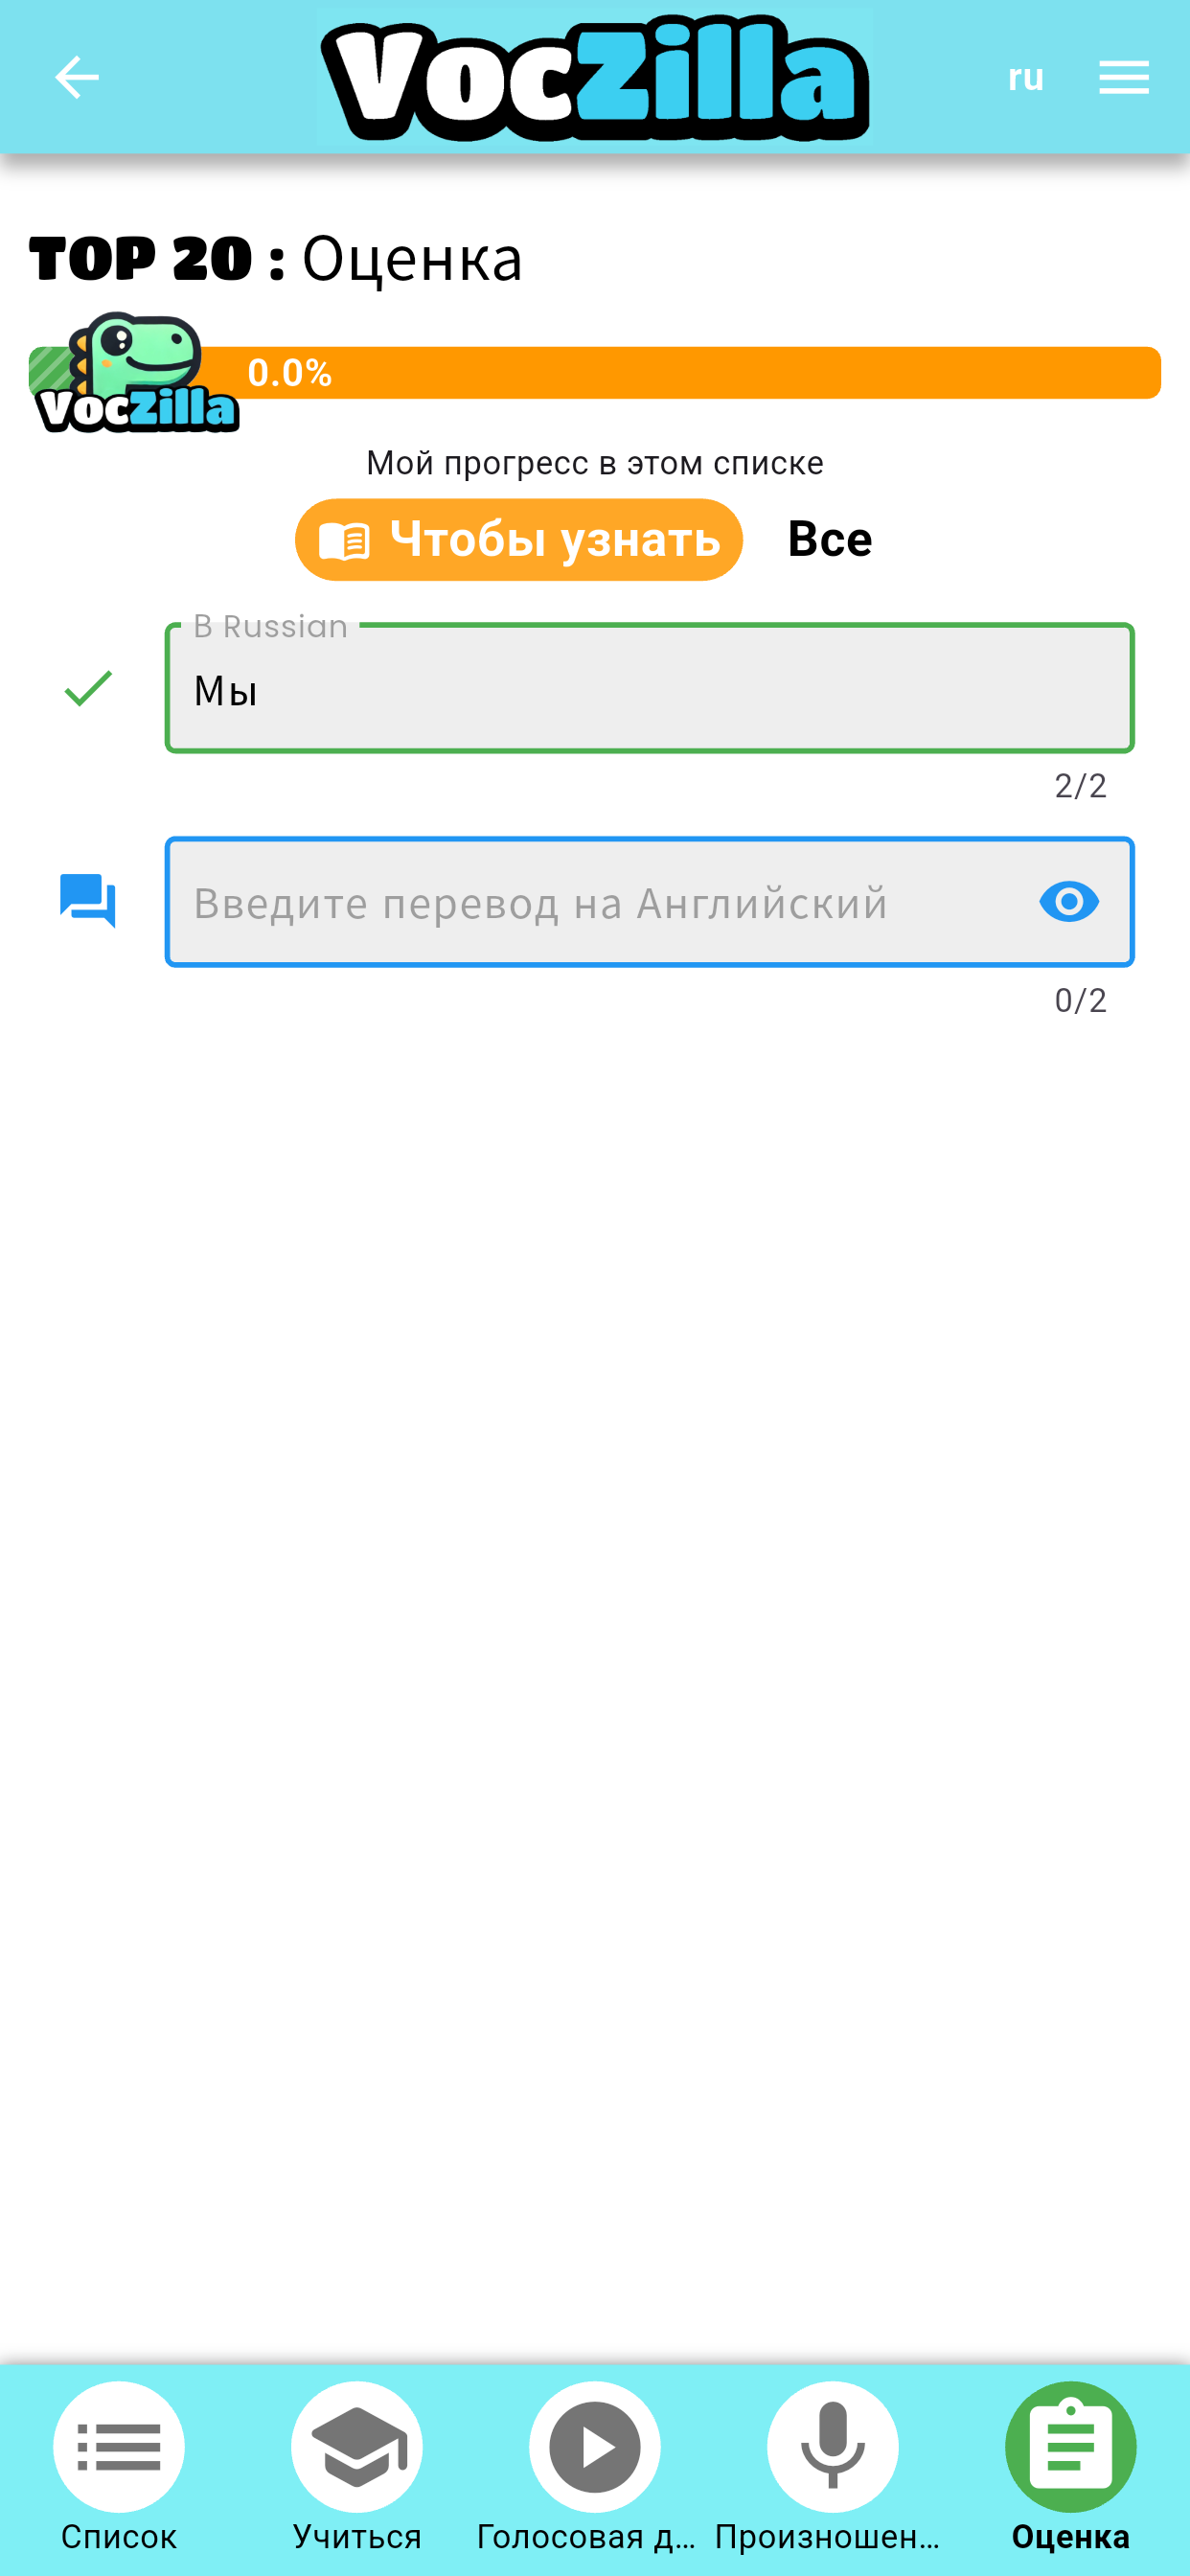 VocZilla
ru
TOP 20 : Оценка
0.0%
VocZilla
Мой прогресс в этом списке
Чтобы узнать Все
В Russian
Мы
2/2
Введите перевод на Английский
0/2
Список Учиться Голосовая д... Произношен... Оценка